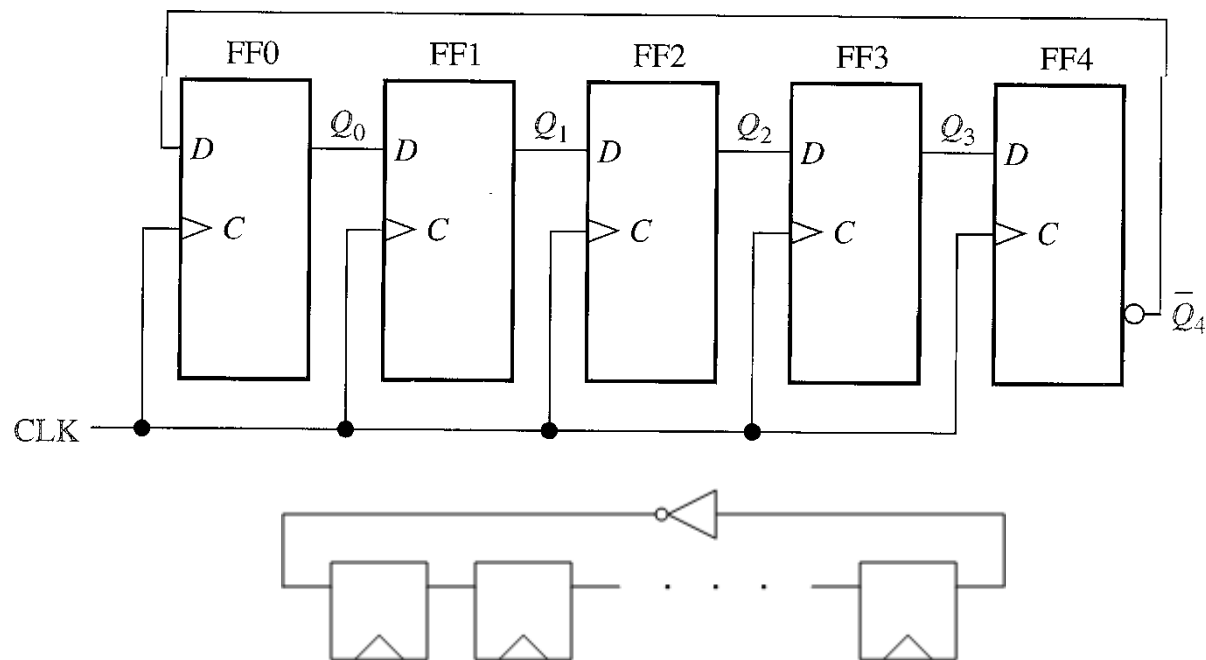 FF0 FF1 FF2 FF3 FF4
Q₀ Q₁ Q₂ Q₃
D D D D D
C C C C C
Q̅₄
CLK